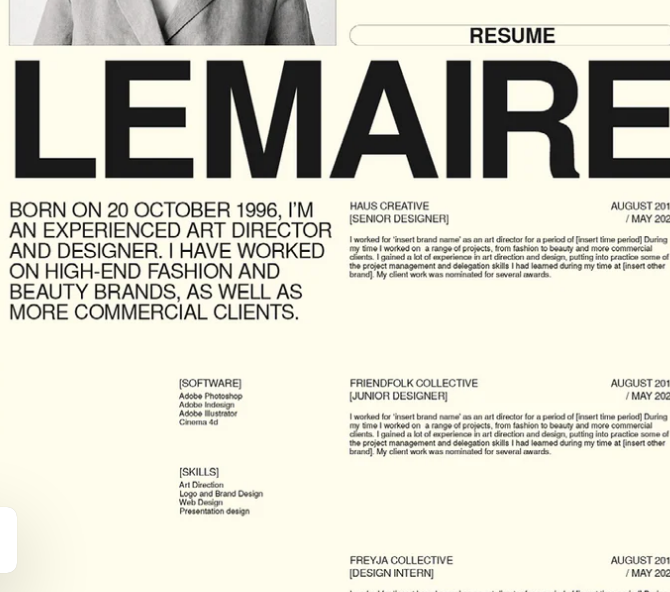 RESUME
LEMAIRE
BORN ON 20 OCTOBER 1996, I'M
AN EXPERIENCED ART DIRECTOR
AND DESIGNER. I HAVE WORKED
ON HIGH-END FASHION AND
BEAUTY BRANDS, AS WELL AS
MORE COMMERCIAL CLIENTS.
[SOFTWARE]
Adobe Photoshop
Adobe Indesign
Adobe Illustrator
Cinema 4d
[SKILLS]
Art Direction
Logo and Brand Design
Web Design
Presentation design
HAUS CREATIVE
[SENIOR DESIGNER]
AUGUST 201
/ MAY 202
I worked for 'insert brand name' as an art director for a period of [insert time period] During
my time I worked on a range of projects, from fashion to beauty and more commercial
clients. I gained a lot of experience in art direction and design, putting into practice some of
the project management and delegation skills I had learned during my time at [insert other
brand]. My client work was nominated for several awards.
FRIENDFOLK COLLECTIVE
[JUNIOR DESIGNER]
AUGUST 201
/ MAY 202
I worked for 'insert brand name' as an art director for a period of [insert time period] During
my time I worked on a range of projects, from fashion to beauty and more commercial
clients. I gained a lot of experience in art direction and design, putting into practice some of
the project management and delegation skills I had learned during my time at [insert other
brand]. My client work was nominated for several awards.
FREYJA COLLECTIVE
[DESIGN INTERN]
AUGUST 201
/ MAY 202